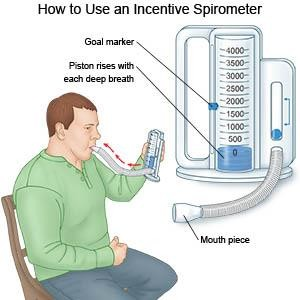 How to Use an Incentive Spirometer
Goal marker
Piston rises with
each deep breath
4000
3500
3000
2500
2000
1500
1000
500
0
Mouth piece